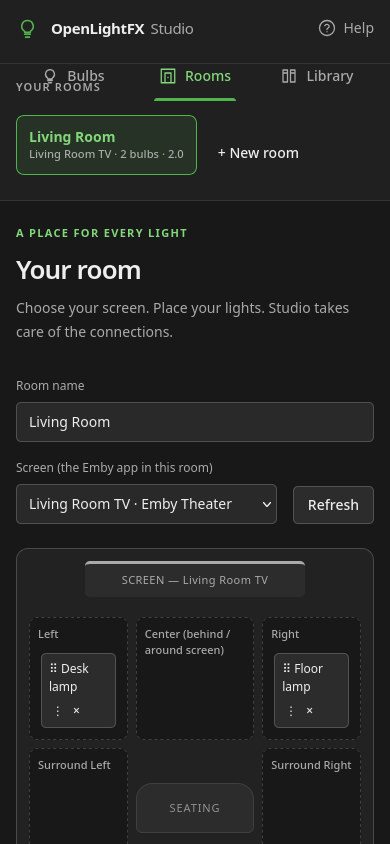 OpenLightFX Studio
Help
Bulbs
Rooms
Library
YOUR ROOMS
Living Room
Living Room TV · 2 bulbs · 2.0
+ New room
A PLACE FOR EVERY LIGHT
Your room
Choose your screen. Place your lights. Studio takes
care of the connections.
Room name
Living Room
Screen (the Emby app in this room)
Living Room TV · Emby Theater
Refresh
SCREEN — Living Room TV
Left
Center (behind /
around screen)
Right
⠿ Desk
lamp
⋮ ×
⠿ Floor
lamp
⋮ ×
Surround Left
Surround Right
SEATING